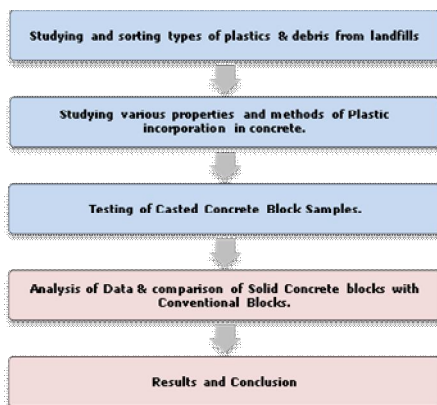 Studying and sorting types of plastics & debris from landfills
Studying various properties and methods of Plastic
incorporation in concrete.
Testing of Casted Concrete Block Samples.
Analysis of Data & comparison of Solid Concrete blocks with
Conventional Blocks.
Results and Conclusion